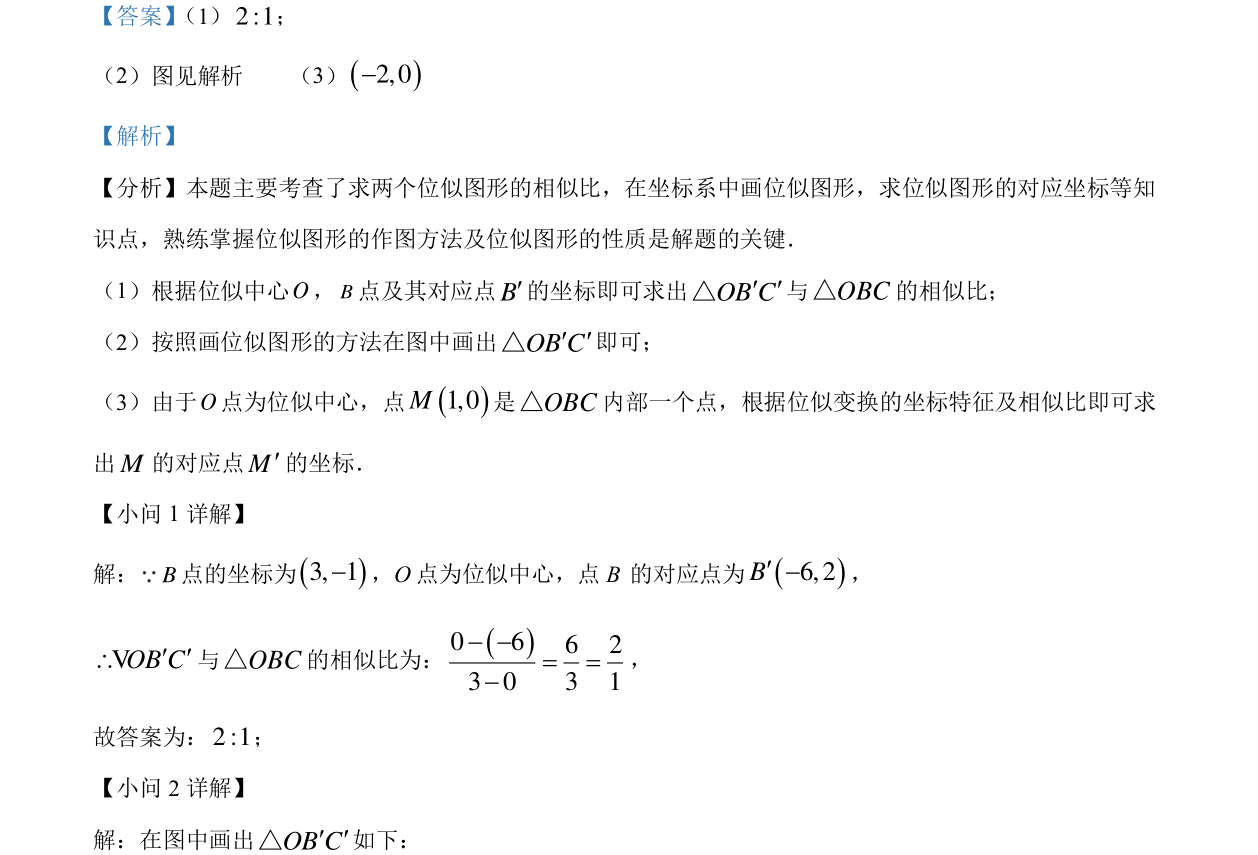 【答案】（1）2:1；
（2）图见解析 （3）(−2,0)
【解析】
【分析】本题主要考查了求两个位似图形的相似比，在坐标系中画位似图形，求位似图形的对应坐标等知
识点，熟练掌握位似图形的作图方法及位似图形的性质是解题的关键．
（1）根据位似中心O，B点及其对应点B′的坐标即可求出△OB′C′与△OBC的相似比；
（2）按照画位似图形的方法在图中画出△OB′C′即可；
（3）由于O点为位似中心，点M(1,0)是△OBC内部一个点，根据位似变换的坐标特征及相似比即可求
出M 的对应点M′的坐标．
【小问 1 详解】
解：∵B点的坐标为(3,−1)，O点为位似中心，点 B 的对应点为B′(−6,2)，
∴VOB′C′与△OBC的相似比为：(0−(−6))/(3−0)=6/3=2/1，
故答案为：2:1；
【小问 2 详解】
解：在图中画出△OB′C′如下：